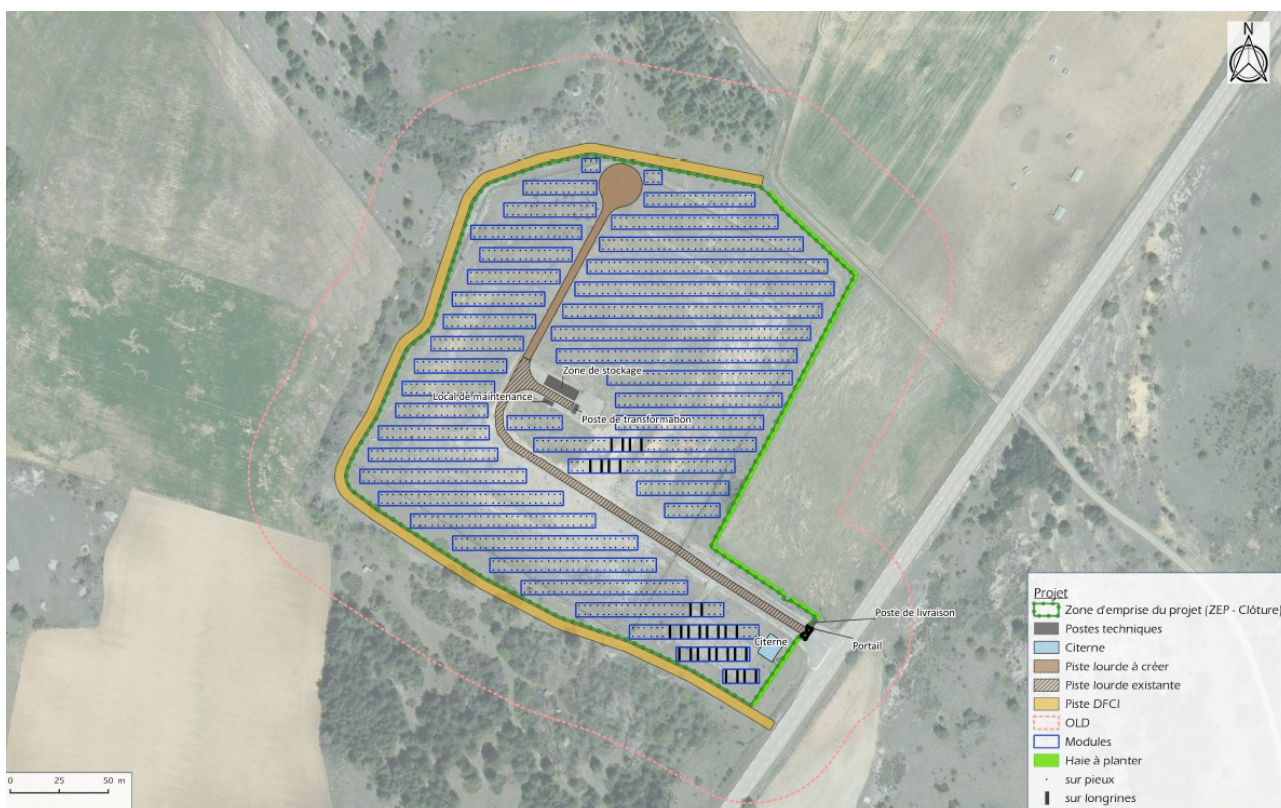 N
Zone de stockage
Local de maintenance
Poste de transformation
Poste de livraison
Citerne
Portail
Projet
Zone d'emprise du projet (ZEP - Clôture)
Postes techniques
Citerne
Piste lourde à créer
Piste lourde existante
Piste DFCI
OLD
Modules
Haie à planter
sur pieux
sur longrines
0 25 50 m